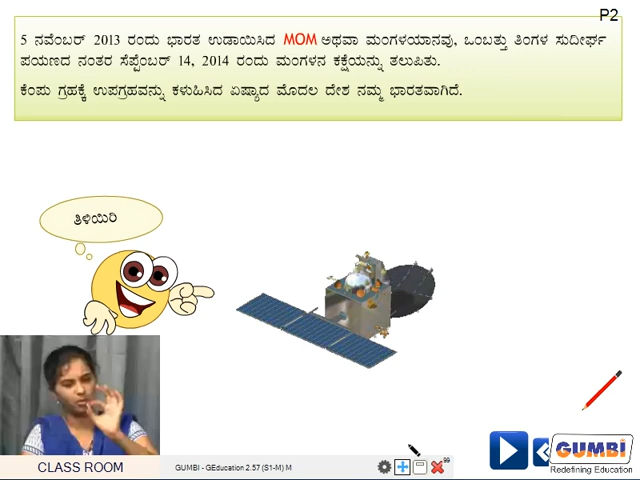 P2
5 ನವೆಂಬರ್ 2013 ರಂದು ಭಾರತ ಉಡಾಯಿಸಿದ MOM ಅಥವಾ ಮಂಗಳಯಾನವು, ಒಂಬತ್ತು ತಿಂಗಳ ಸುದೀರ್ಘ
ಪಯಣದ ನಂತರ ಸೆಪ್ಟೆಂಬರ್ 14, 2014 ರಂದು ಮಂಗಳನ ಕಕ್ಷೆಯನ್ನು ತಲುಪಿತು.
ಕೆಂಪು ಗ್ರಹಕ್ಕೆ ಉಪಗ್ರಹವನ್ನು ಕಳುಹಿಸಿದ ಏಷ್ಯಾದ ಮೊದಲ ದೇಶ ನಮ್ಮ ಭಾರತವಾಗಿದೆ.
ತಿಳಿಯಿರಿ
GUMBI
Redefining Education
CLASS ROOM
GUMBI - GEducation 2.57 (S1-M) M
99